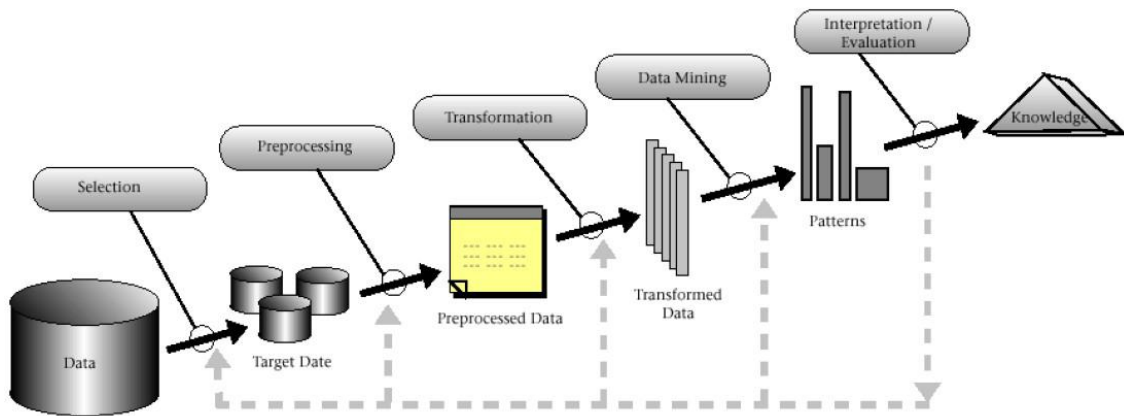 Interpretation /
Evaluation
Data Mining
Transformation
Preprocessing
Selection
Knowledge
Patterns
Transformed
Data
Preprocessed Data
Target Date
Data